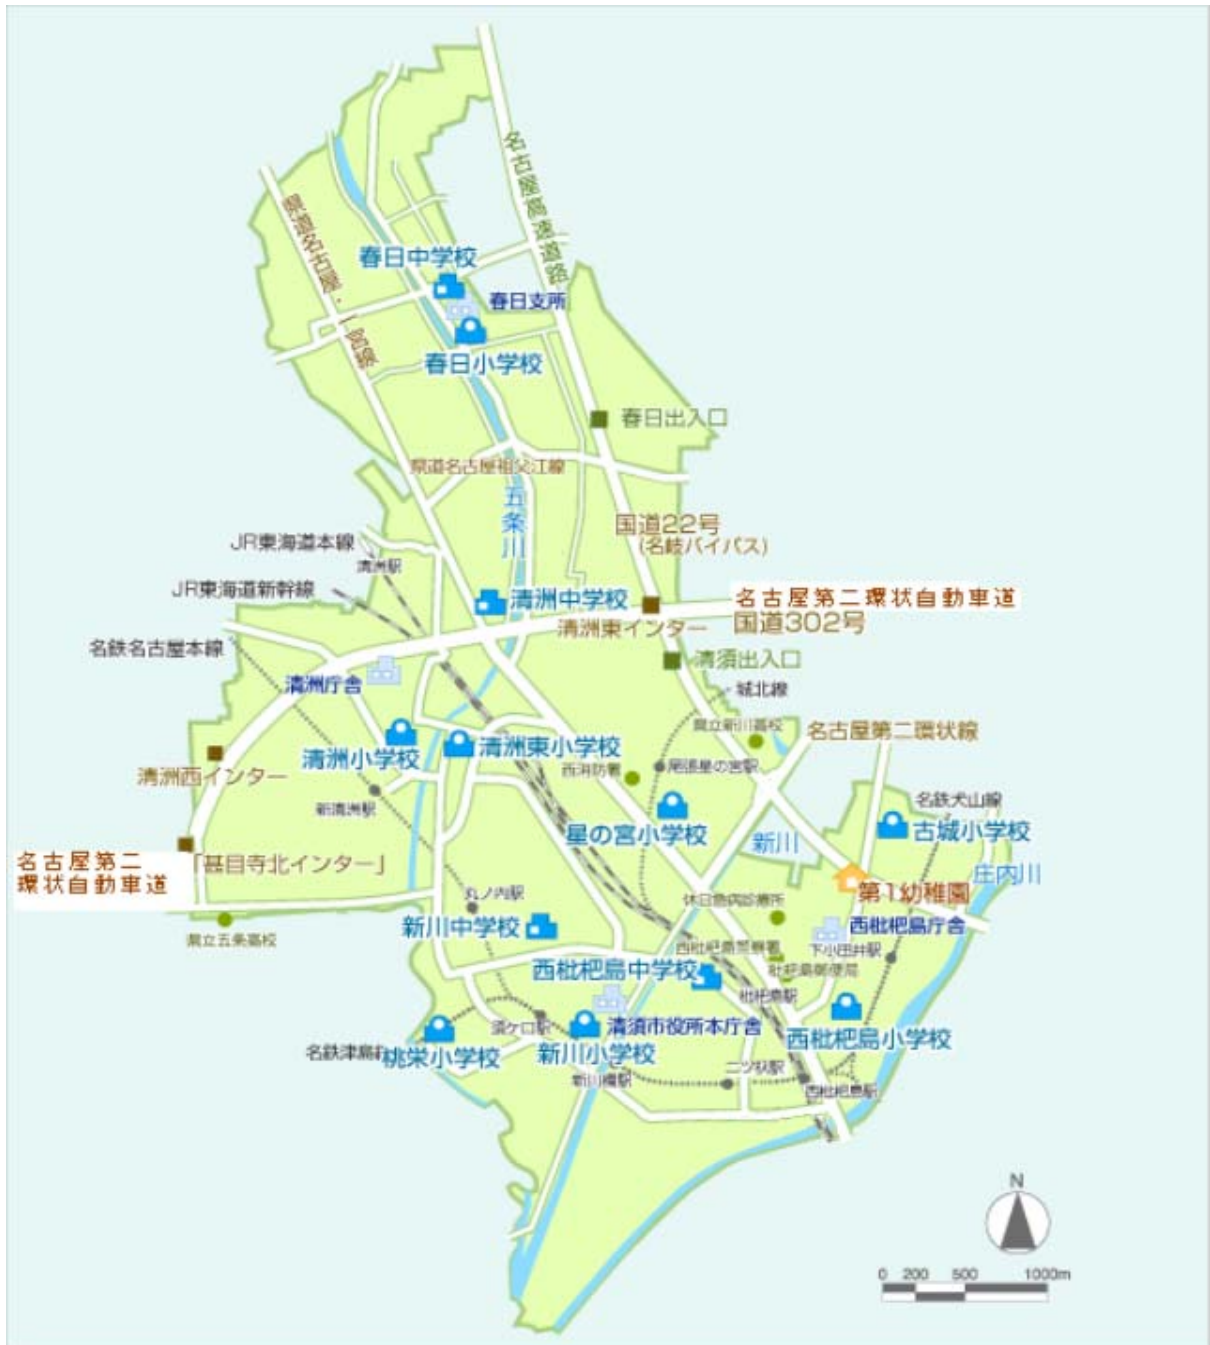 名古屋高速道路
県道名古屋・一宮線
春日中学校
春日支所
春日小学校
春日出入口
県道名古屋祖父江線
五条川
国道22号
(名岐バイパス)
JR東海道本線
清洲駅
JR東海道新幹線
清洲中学校
名古屋第二環状自動車道
清洲東インター
国道302号
名鉄名古屋本線
清須出入口
清洲庁舎
城北線
県立新川高校
名古屋第二環状線
清洲小学校
清洲東小学校
清洲西インター
西消防署
尾張星の宮駅
新清洲駅
名鉄犬山線
星の宮小学校
古城小学校
新川
名古屋第二
環状自動車道
「甚目寺北インター」
庄内川
第1幼稚園
丸ノ内駅
休日急病診療所
新川中学校
西枇杷島庁舎
県立五条高校
西枇杷島警察署
下小田井駅
西枇杷島中学校
枇杷島郵便局
枇杷島駅
須ケ口駅
清須市役所本庁舎
西枇杷島小学校
名鉄津島
桃栄小学校
新川小学校
二ツ杁駅
新川橋駅
西枇杷島駅
N
0 200 500 1000m